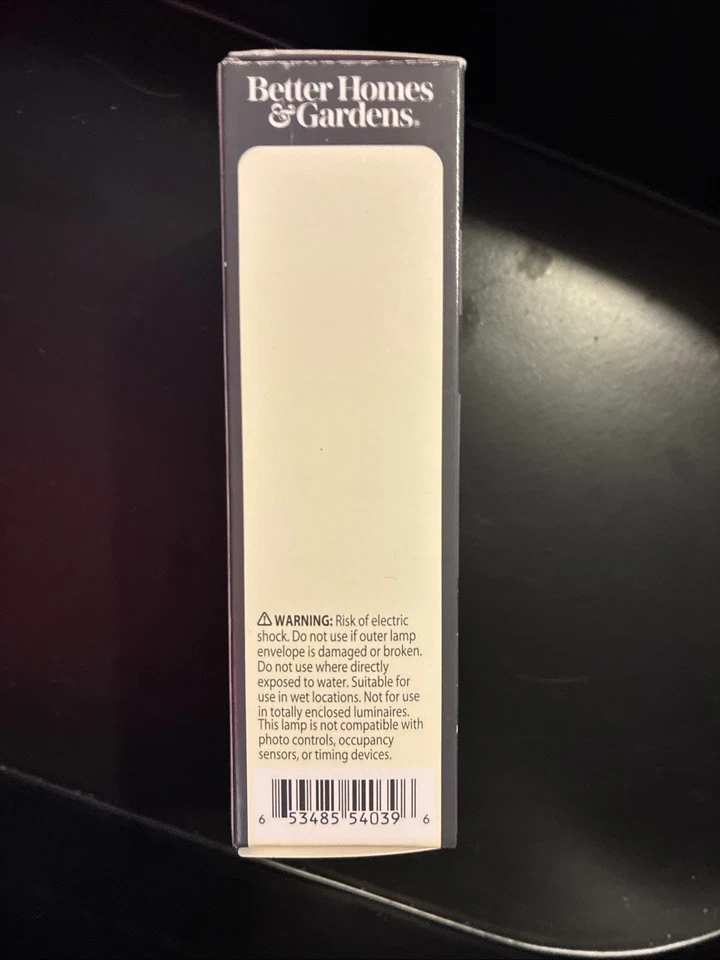 Better Homes
& Gardens®
⚠ WARNING: Risk of electric
shock. Do not use if outer lamp
envelope is damaged or broken.
Do not use where directly
exposed to water. Suitable for
use in wet locations. Not for use
in totally enclosed luminaires.
This lamp is not compatible with
photo controls, occupancy
sensors, or timing devices.
6 53485 54039 6